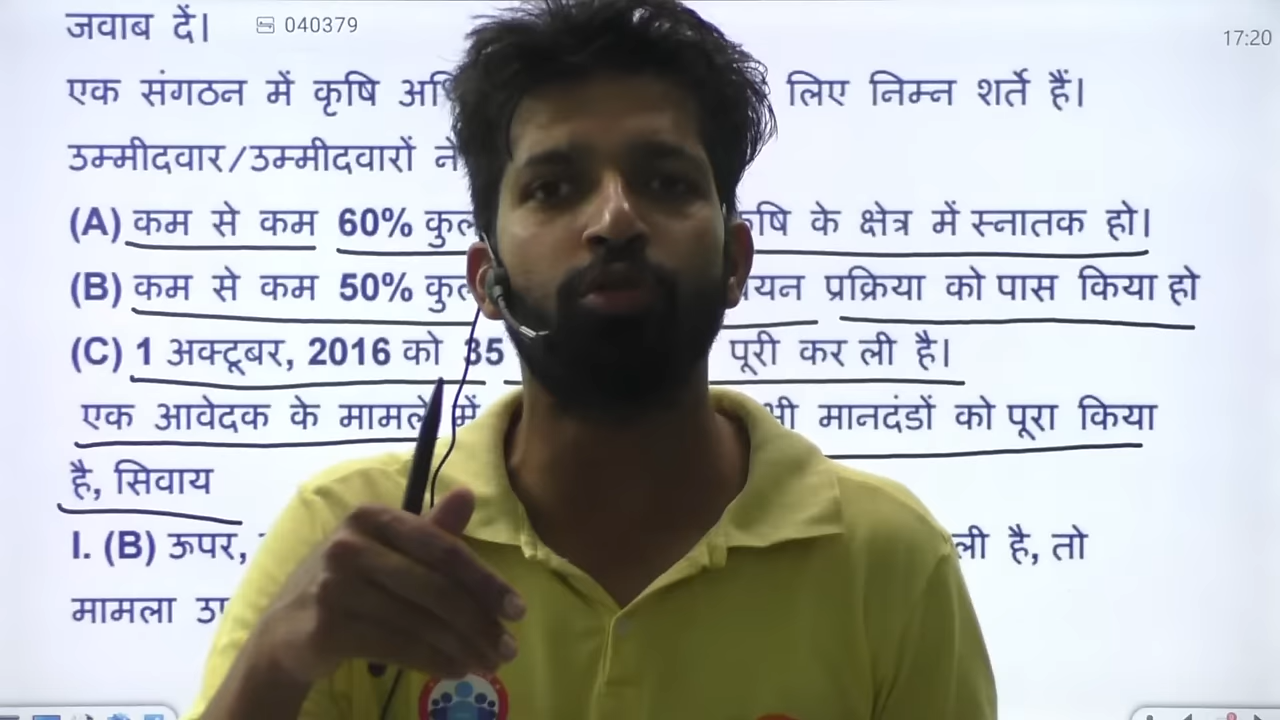 जवाब दें। 040379 17:20
एक संगठन में कृषि लिए निम्न शर्ते हैं।
उम्मीदवार/उम्मीदवारों ने
(A) कम से कम 60% के क्षेत्र में स्नातक हो।
(B) कम से कम 50% प्रक्रिया को पास किया हो
(C) 1 अक्टूबर, 2016 को 35 पूरी कर ली है।
एक आवेदक के मामले में मानदंडों को पूरा किया
है, सिवाय
I. (B) ऊपर, है, तो
मामला